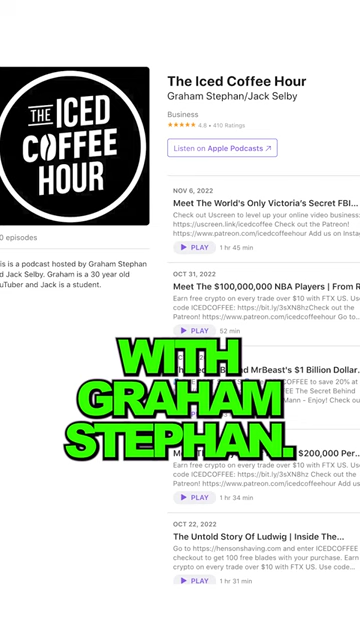 THE ICED
COFFEE
HOUR
0 episodes
is is a podcast hosted by Graham Stephan
nd Jack Selby. Graham is a 30 year old
uTuber and Jack is a student.
The Iced Coffee Hour
Graham Stephan/Jack Selby
Business
★★★★★ 4.8 • 410 Ratings
Listen on Apple Podcasts ↗
NOV 6, 2022
Meet The World's Only Victoria's Secret FBI...
Check out Uscreen to level up your online video business:
https://uscreen.link/icedcoffee Check out the Patreon!
https://www.patreon.com/icedcoffeehour Add us on Instag
PLAY 1 hr 45 min
OCT 31, 2022
Meet The $100,000,000 NBA Players | From R
Earn free crypto on every trade over $10 with FTX US. Use
code ICEDCOFFEE: https://bit.ly/3sXN8hzCheck out the
Patreon! https://www.patreon.com/icedcoffeehour Go to...
PLAY 52 min
WITH
GRAHAM
STEPHAN.
MrBeast's $1 Billion Dollar...
COFFEE to save 20% at
The Secret Behind
Mann - Enjoy! Check out
$200,000 Per...
Earn free crypto on every trade over $10 with FTX US. Use
code ICEDCOFFEE: https://bit.ly/3sXN8hzCheck out the
Patreon! https://www.patreon.com/icedcoffeehour Add us
PLAY 1 hr 34 min
OCT 22, 2022
The Untold Story Of Ludwig | Inside The...
Go to https://hensonshaving.com and enter ICEDCOFFEE
checkout to get 100 free blades with your purchase. Earn
crypto on every trade over $10 with FTX US. Use code...
PLAY 1 hr 31 min